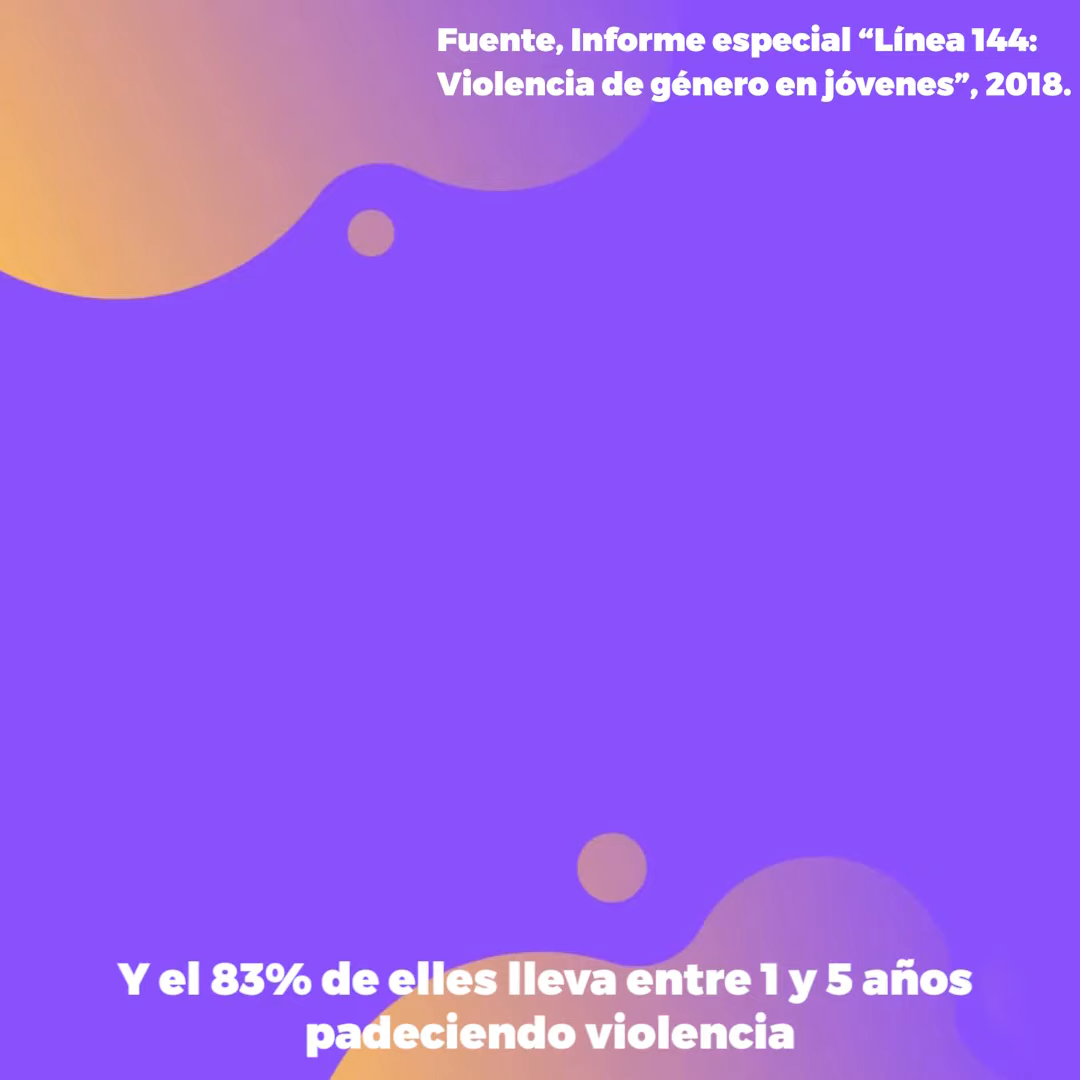 Fuente, Informe especial “Línea 144:
Violencia de género en jóvenes”, 2018.
Y el 83% de elles lleva entre 1 y 5 años
padeciendo violencia